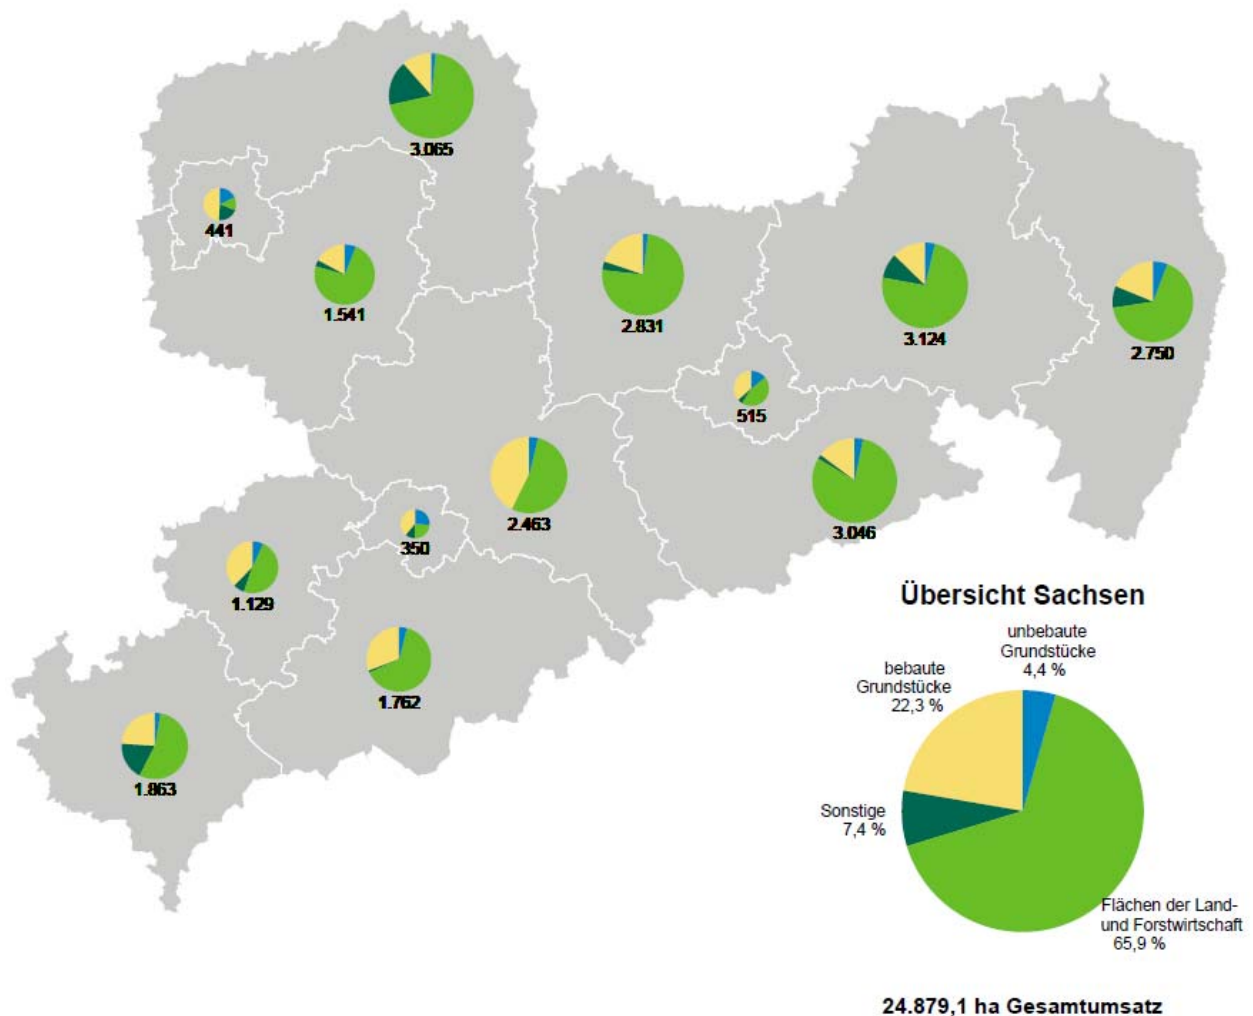 3.065
441
1.541
2.831
3.124
2.750
515
2.463
3.046
350
1.129
1.762
1.863
Übersicht Sachsen
unbebaute
Grundstücke
4,4 %
bebaute
Grundstücke
22,3 %
Sonstige
7,4 %
Flächen der Land-
und Forstwirtschaft
65,9 %
24.879,1 ha Gesamtumsatz